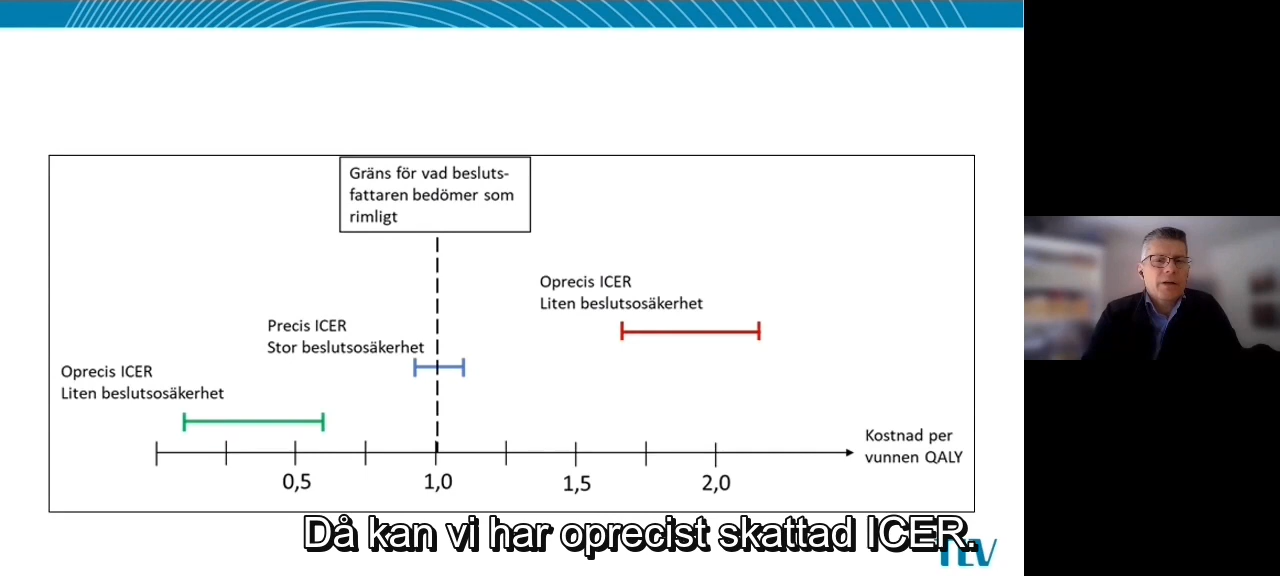 Gräns för vad besluts-
fattaren bedömer som
rimligt
Oprecis ICER
Liten beslutsosäkerhet
Precis ICER
Stor beslutsosäkerhet
Oprecis ICER
Liten beslutsosäkerhet
Kostnad per
vunnen QALY
0,5
1,0
1,5
2,0
Då kan vi har oprecist skattad ICER.
TLV